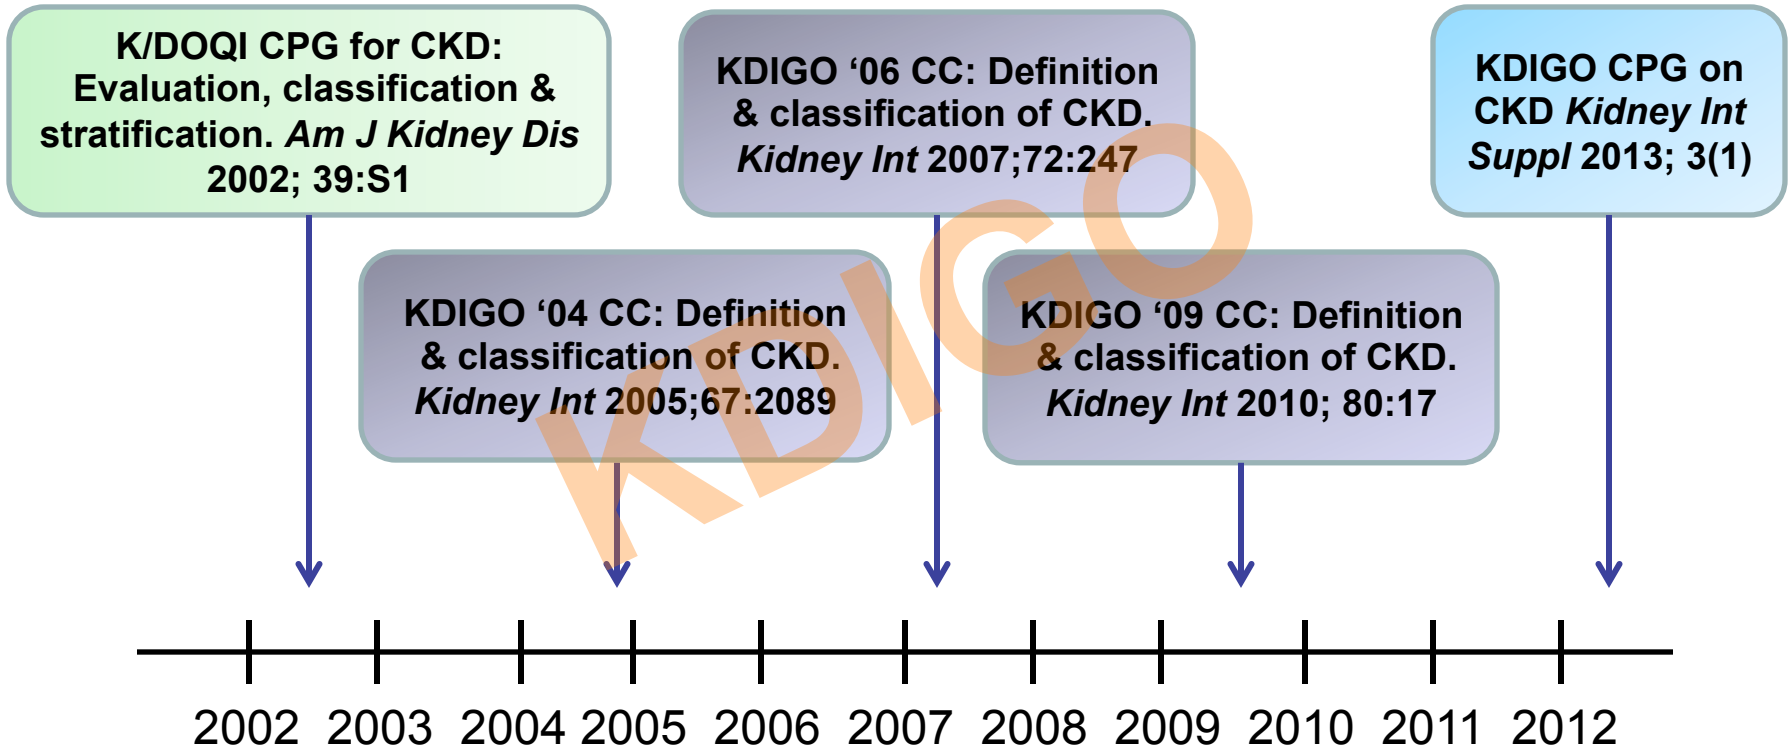 K/DOQI CPG for CKD:
Evaluation, classification &
stratification. Am J Kidney Dis
2002; 39:S1
KDIGO ‘06 CC: Definition
& classification of CKD.
Kidney Int 2007;72:247
KDIGO CPG on
CKD Kidney Int
Suppl 2013; 3(1)
KDIGO ‘04 CC: Definition
& classification of CKD.
Kidney Int 2005;67:2089
KDIGO ‘09 CC: Definition
& classification of CKD.
Kidney Int 2010; 80:17
KDIGO
2002 2003 2004 2005 2006 2007 2008 2009 2010 2011 2012